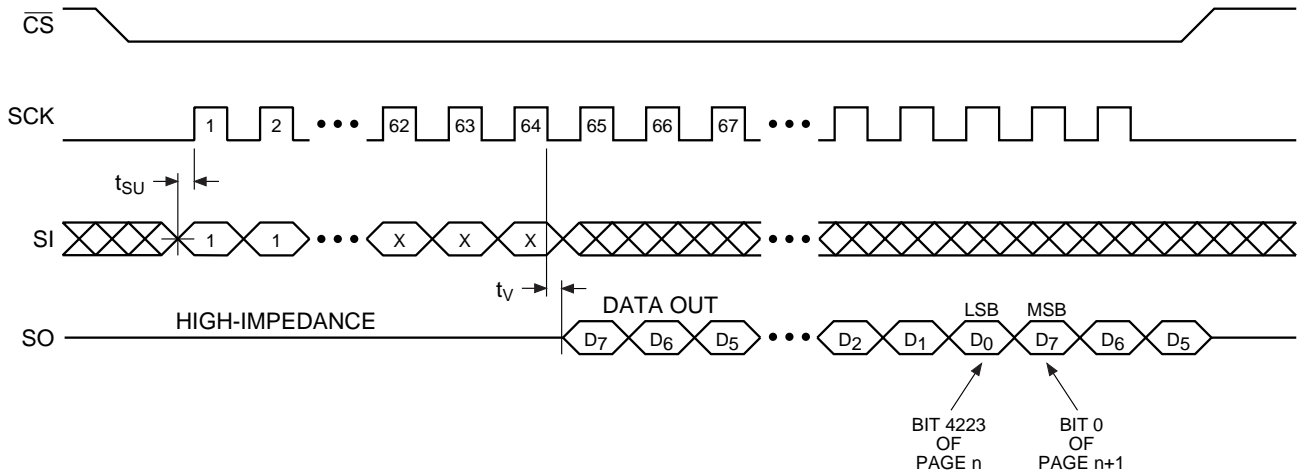 CS
SCK 1 2 ••• 62 63 64 65 66 67 •••
tSU
SI 1 1 ••• X X X •••
tV
DATA OUT
HIGH-IMPEDANCE
LSB MSB
SO D7 D6 D5 ••• D2 D1 D0 D7 D6 D5
BIT 4223
OF
PAGE n
BIT 0
OF
PAGE n+1